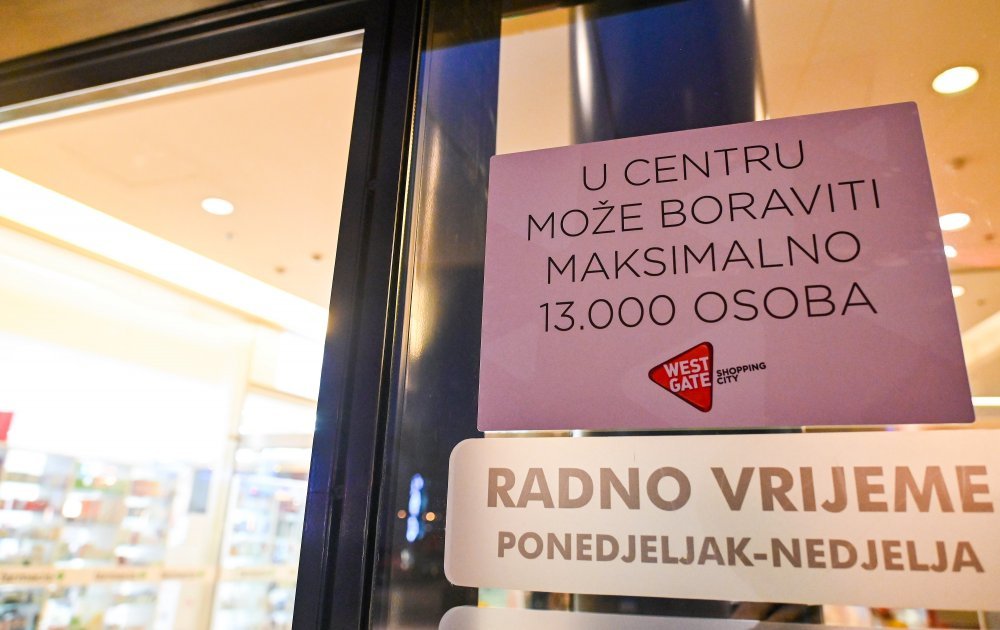 U CENTRU
MOŽE BORAVITI
MAKSIMALNO
13.000 OSOBA
WEST
GATE
SHOPPING
CITY
RADNO VRIJEME
PONEDJELJAK-NEDJELJA